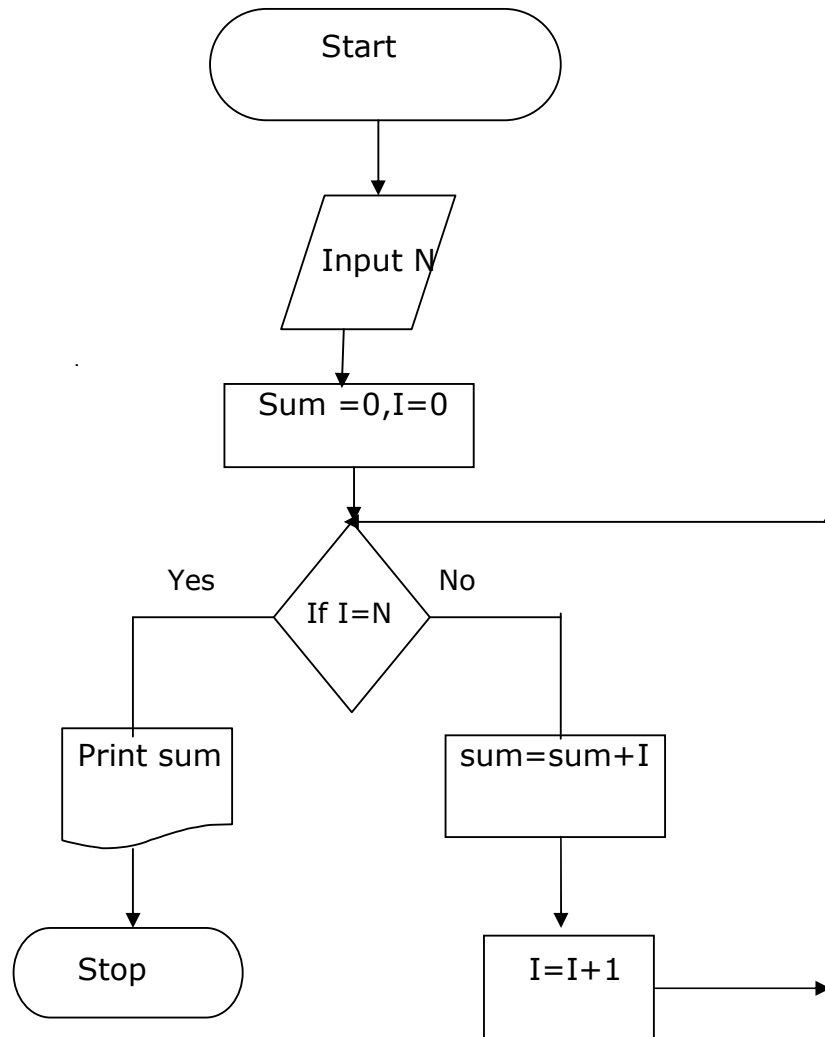 Start
Input N
Sum =0,I=0
Yes
No
If I=N
Print sum
sum=sum+I
Stop
I=I+1